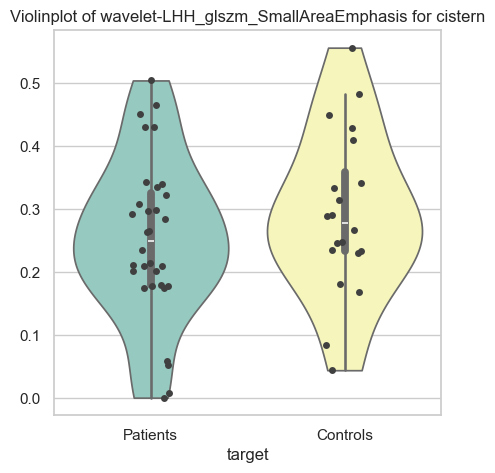 Violinplot of wavelet-LHH_glszm_SmallAreaEmphasis for cistern
0.5
0.4
0.3
0.2
0.1
0.0
Patients Controls
target